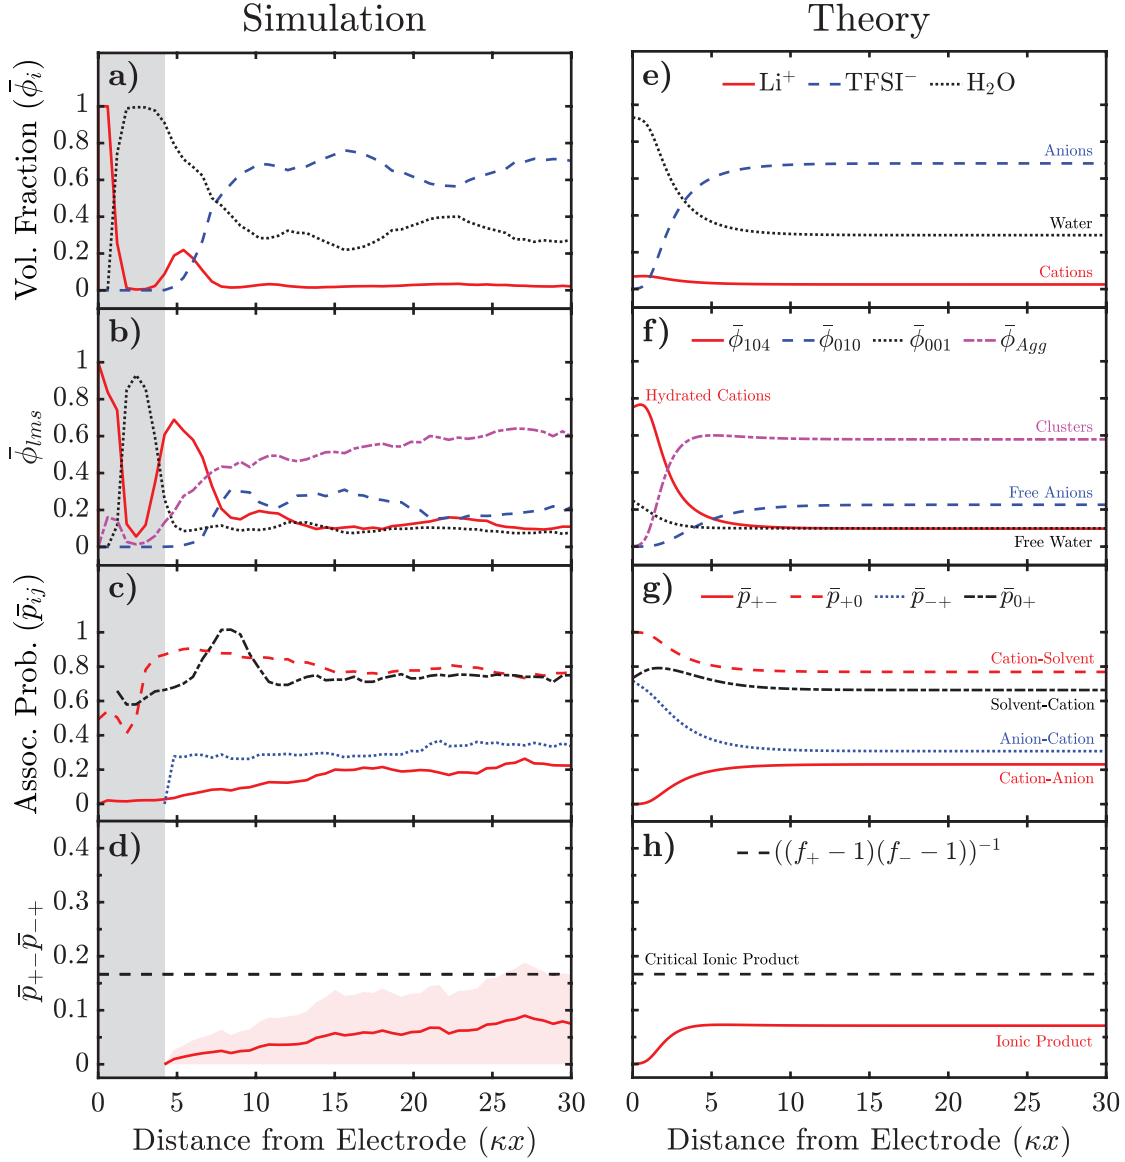 Simulation
Theory
a)
Vol. Fraction (ϕ̄ᵢ)
1
0.8
0.6
0.4
0.2
0
e)
Li⁺ TFSI⁻ H₂O
Anions
Water
Cations
b)
ϕ̄ₗₘₛ
1
0.8
0.6
0.4
0.2
0
f)
ϕ̄₁₀₄ ϕ̄₀₁₀ ϕ̄₀₀₁ ϕ̄_Agg
Hydrated Cations
Clusters
Free Anions
Free Water
c)
Assoc. Prob. (p̄ᵢⱼ)
1
0.8
0.6
0.4
0.2
0
g)
p̄₊₋ p̄₊₀ p̄₋₊ p̄₀₊
Cation-Solvent
Solvent-Cation
Anion-Cation
Cation-Anion
d)
p̄₊₋p̄₋₊
0.4
0.3
0.2
0.1
0
h)
((f₊ − 1)(f₋ − 1))⁻¹
Critical Ionic Product
Ionic Product
0 5 10 15 20 25 30
Distance from Electrode (κx)
0 5 10 15 20 25 30
Distance from Electrode (κx)